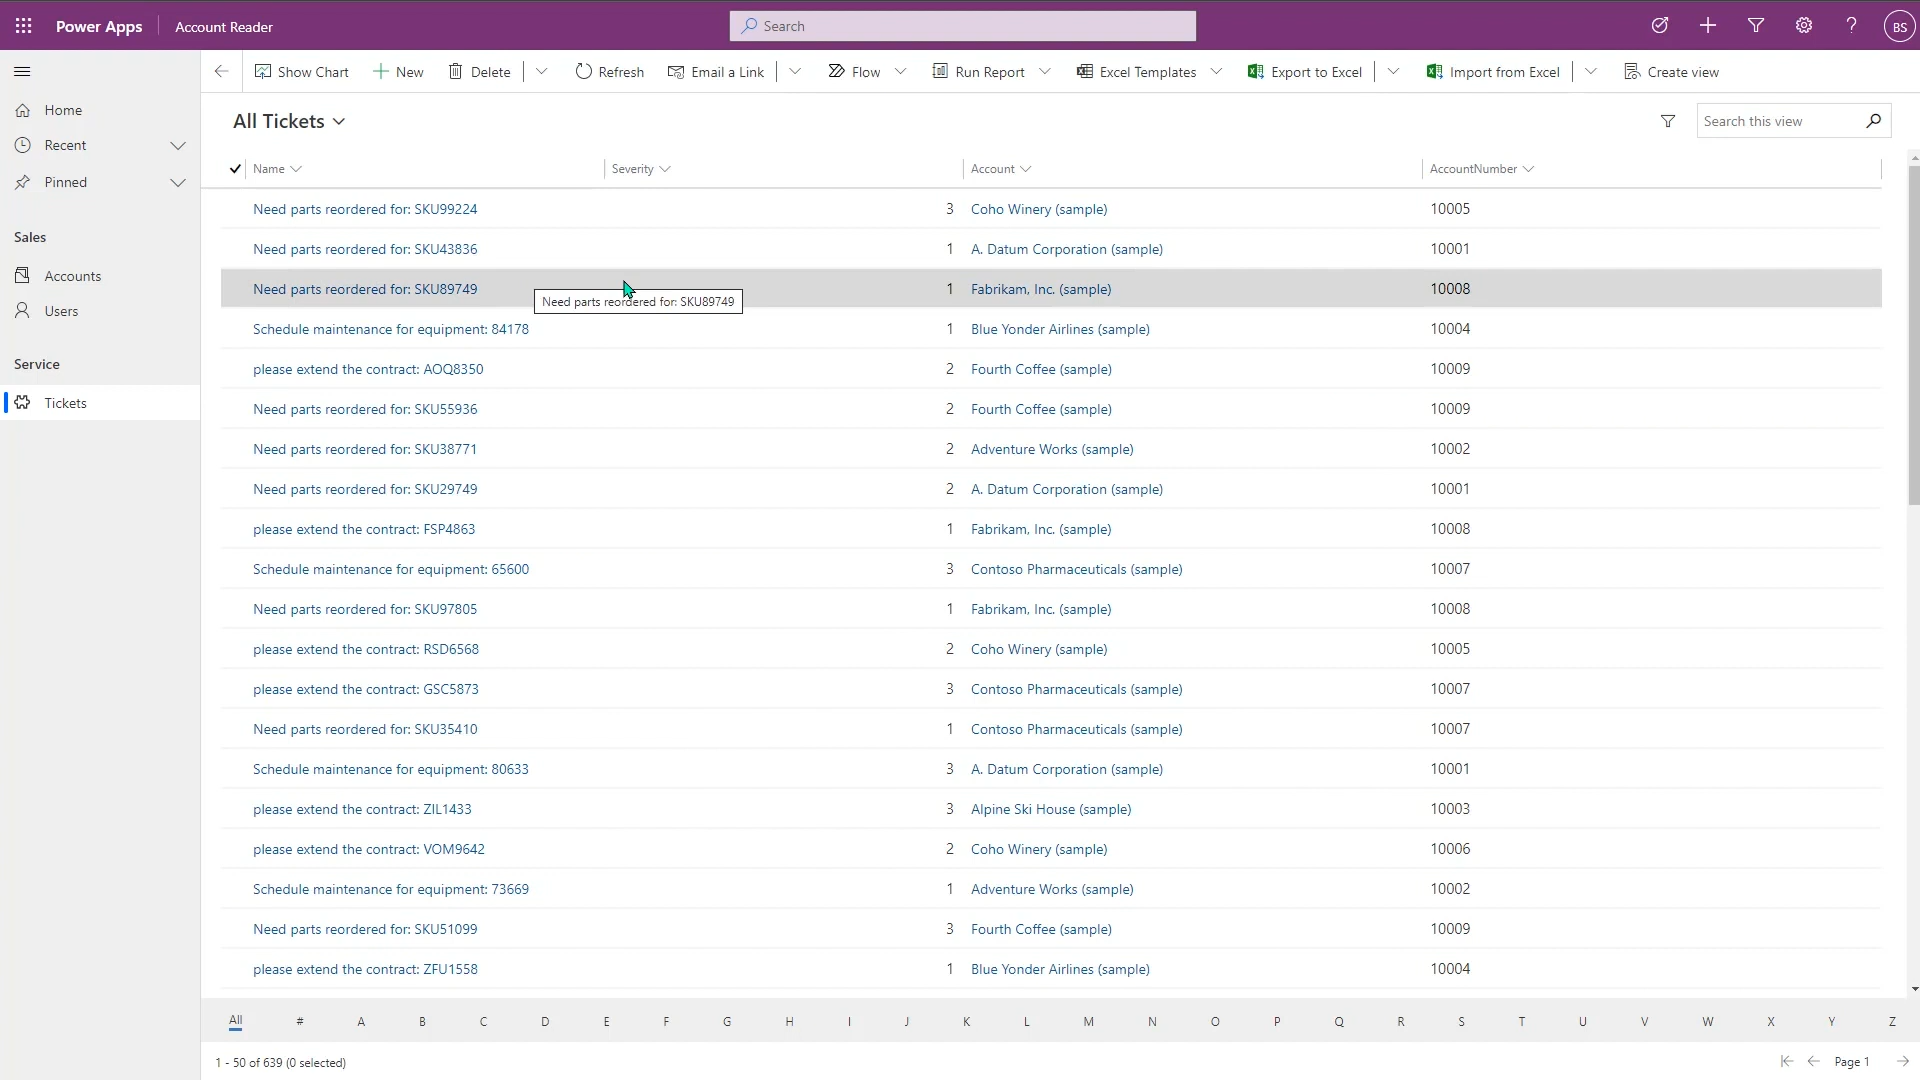 Power Apps Account Reader Search BS
Show Chart New Delete Refresh Email a Link Flow Run Report Excel Templates Export to Excel Import from Excel Create view
Home
Recent
Pinned
Sales
Accounts
Users
Service
Tickets
All Tickets Search this view
Name Severity Account AccountNumber
Need parts reordered for: SKU99224 3 Coho Winery (sample) 10005
Need parts reordered for: SKU43836 1 A. Datum Corporation (sample) 10001
Need parts reordered for: SKU89749 1 Fabrikam, Inc. (sample) 10008
Need parts reordered for: SKU89749
Schedule maintenance for equipment: 84178 1 Blue Yonder Airlines (sample) 10004
please extend the contract: AOQ8350 2 Fourth Coffee (sample) 10009
Need parts reordered for: SKU55936 2 Fourth Coffee (sample) 10009
Need parts reordered for: SKU38771 2 Adventure Works (sample) 10002
Need parts reordered for: SKU29749 2 A. Datum Corporation (sample) 10001
please extend the contract: FSP4863 1 Fabrikam, Inc. (sample) 10008
Schedule maintenance for equipment: 65600 3 Contoso Pharmaceuticals (sample) 10007
Need parts reordered for: SKU97805 1 Fabrikam, Inc. (sample) 10008
please extend the contract: RSD6568 2 Coho Winery (sample) 10005
please extend the contract: GSC5873 3 Contoso Pharmaceuticals (sample) 10007
Need parts reordered for: SKU35410 1 Contoso Pharmaceuticals (sample) 10007
Schedule maintenance for equipment: 80633 3 A. Datum Corporation (sample) 10001
please extend the contract: ZIL1433 3 Alpine Ski House (sample) 10003
please extend the contract: VOM9642 2 Coho Winery (sample) 10006
Schedule maintenance for equipment: 73669 1 Adventure Works (sample) 10002
Need parts reordered for: SKU51099 3 Fourth Coffee (sample) 10009
please extend the contract: ZFU1558 1 Blue Yonder Airlines (sample) 10004
All # A B C D E F G H I J K L M N O P Q R S T U V W X Y Z
1 - 50 of 639 (0 selected) Page 1